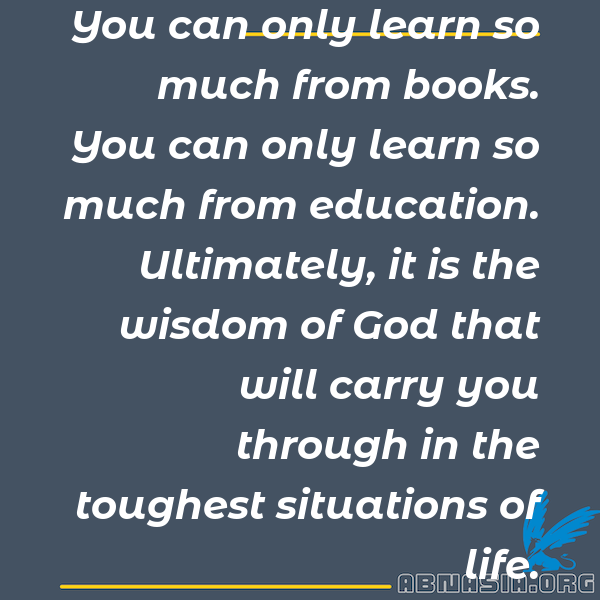 You can only learn so
much from books.
You can only learn so
much from education.
Ultimately, it is the
wisdom of God that
will carry you
through in the
toughest situations of
life.
ABNASIA.ORG